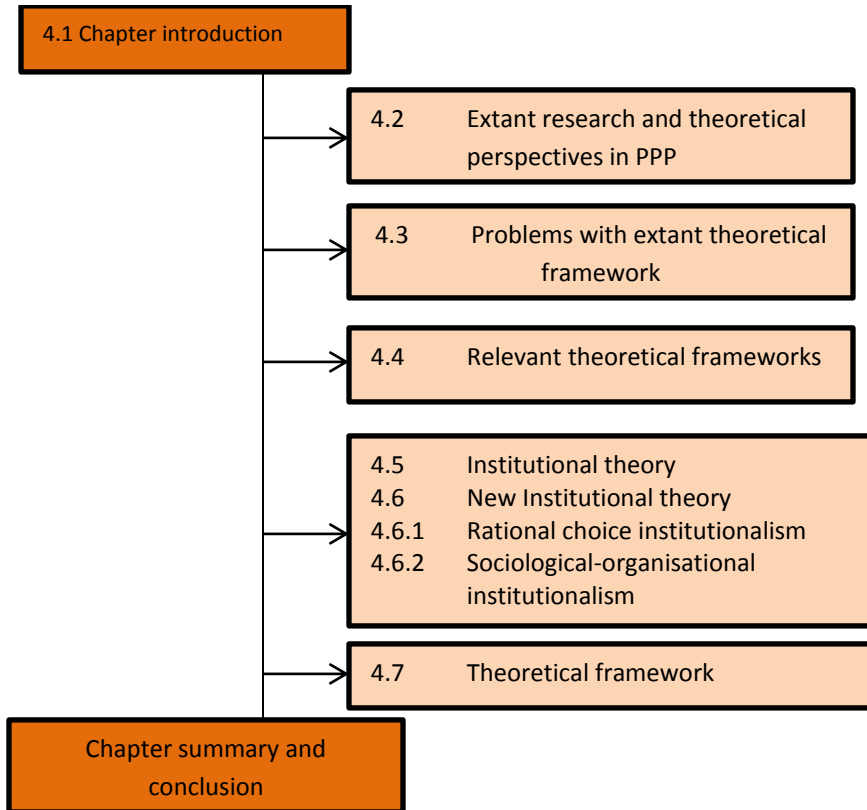 4.1 Chapter introduction
4.2 Extant research and theoretical
perspectives in PPP
4.3 Problems with extant theoretical
framework
4.4 Relevant theoretical frameworks
4.5 Institutional theory
4.6 New Institutional theory
4.6.1 Rational choice institutionalism
4.6.2 Sociological-organisational
institutionalism
4.7 Theoretical framework
Chapter summary and
conclusion